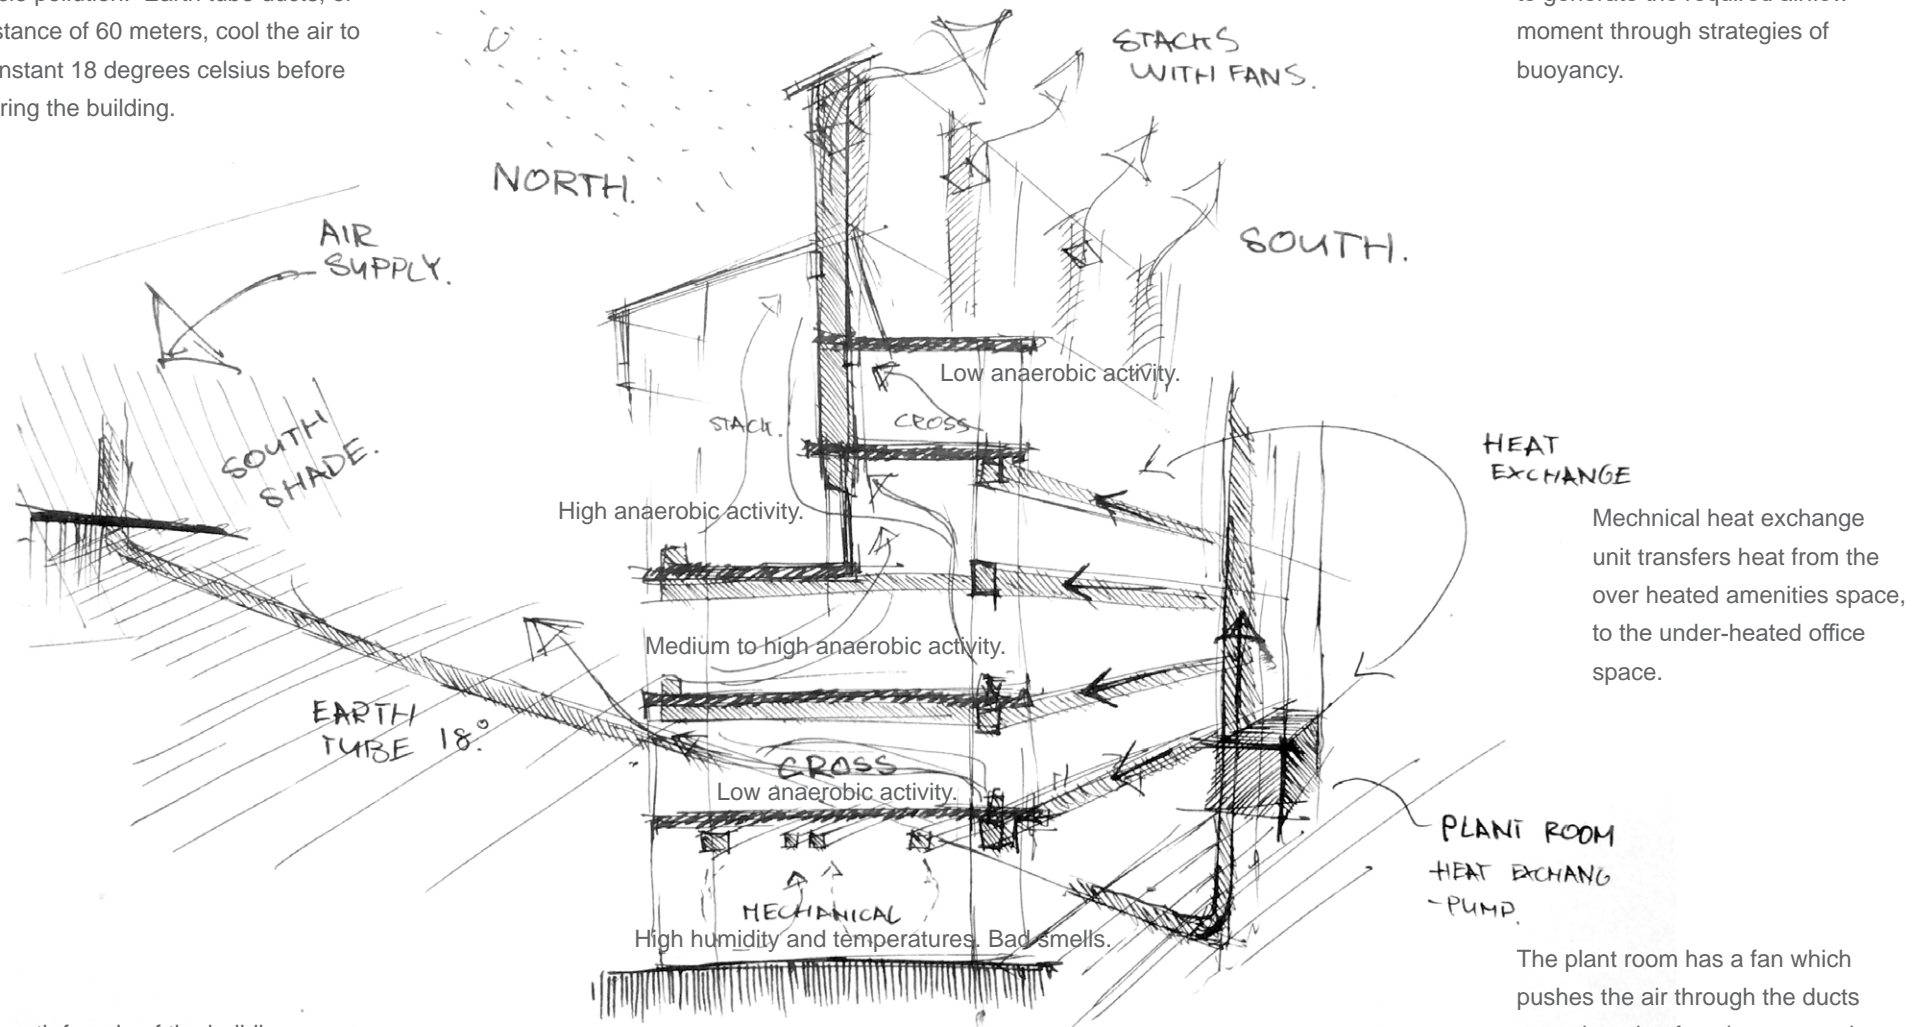 stance of 60 meters, cool the air to
nstant 18 degrees celsius before
ring the building.
to generate the required airflow
moment through strategies of
buoyancy.
STACKS
WITH FANS.
NORTH.
SOUTH.
AIR
SUPPLY.
SOUTH
SHADE.
Low anaerobic activity.
STACK.
CROSS
HEAT
EXCHANGE
High anaerobic activity.
Mechnical heat exchange
unit transfers heat from the
over heated amenities space,
to the under-heated office
space.
Medium to high anaerobic activity.
EARTH
TUBE 18.°
CROSS
Low anaerobic activity.
PLANT ROOM
-HEAT EXCHANG
-PUMP.
MECHANICAL
High humidity and temperatures. Bad smells.
The plant room has a fan which
pushes the air through the ducts